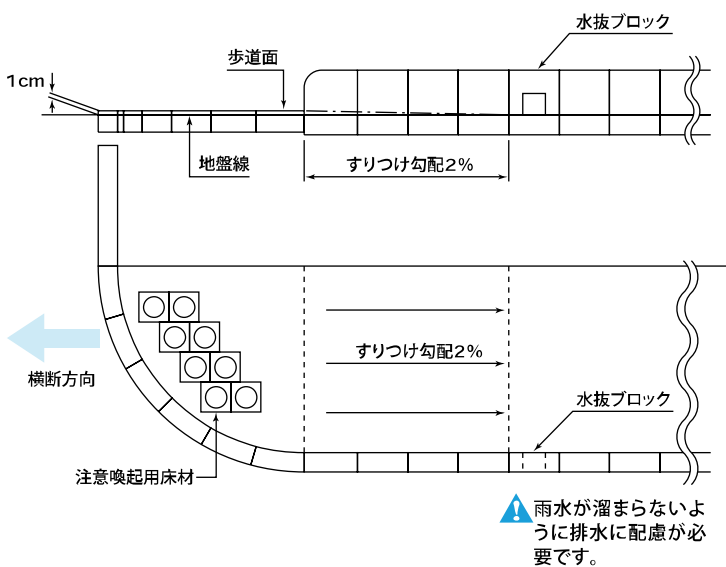 水抜ブロック
歩道面
1cm
地盤線
すりつけ勾配2%
すりつけ勾配2%
横断方向
水抜ブロック
注意喚起用床材
雨水が溜まらないよ
うに排水に配慮が必
要です。